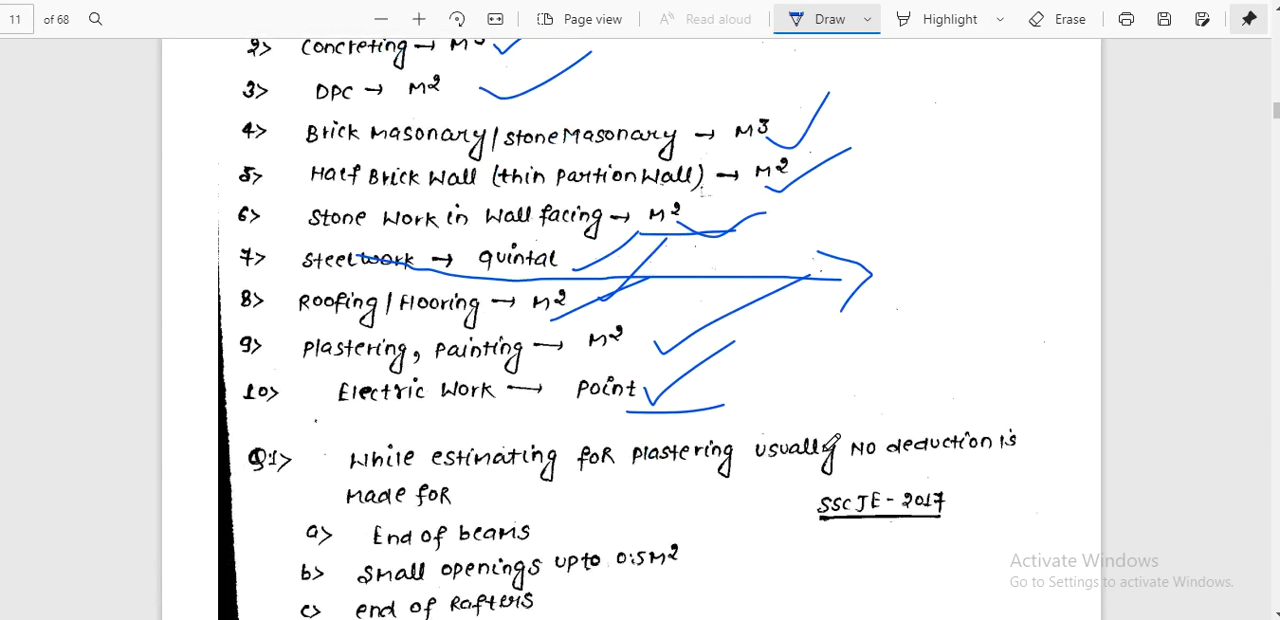 11 of 68 Page view Read aloud Draw Highlight Erase
2> Concreting → M3
3> DPC → M2
4> Brick Masonary/Stone Masonary → M3
5> Half Brick Wall (thin Partion Wall) → M2
6> Stone Work in Wall facing → M2
7> Steel work → quintal
8> Roofing/Flooring → M2
9> Plastering, Painting → M2
10> Electric Work → Point
Q.1> While estimating foR Plastering usually No deduction is
Made foR
SSC JE - 2017
a> End of beams
b> Small openings upto 0.5M2
c> end of Rafters
Activate Windows
Go to Settings to activate Windows.